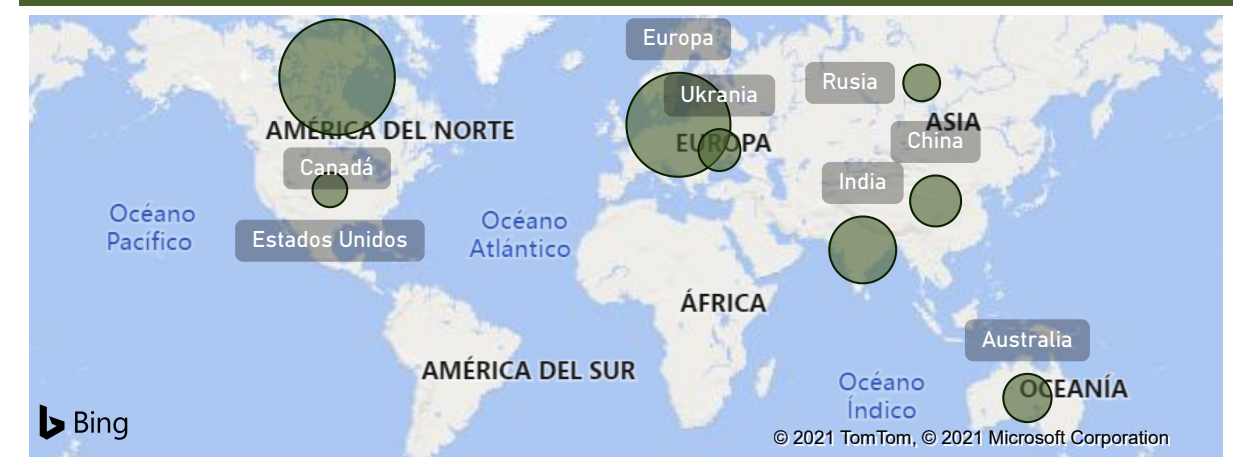 Europa
Rusia
Ukrania
ASIA
AMÉRICA DEL NORTE
China
EUROPA
Canadá
India
Océano
Pacífico
Océano
Atlántico
Estados Unidos
ÁFRICA
Australia
AMÉRICA DEL SUR
Océano
Índico
OCEANÍA
Bing
© 2021 TomTom, © 2021 Microsoft Corporation